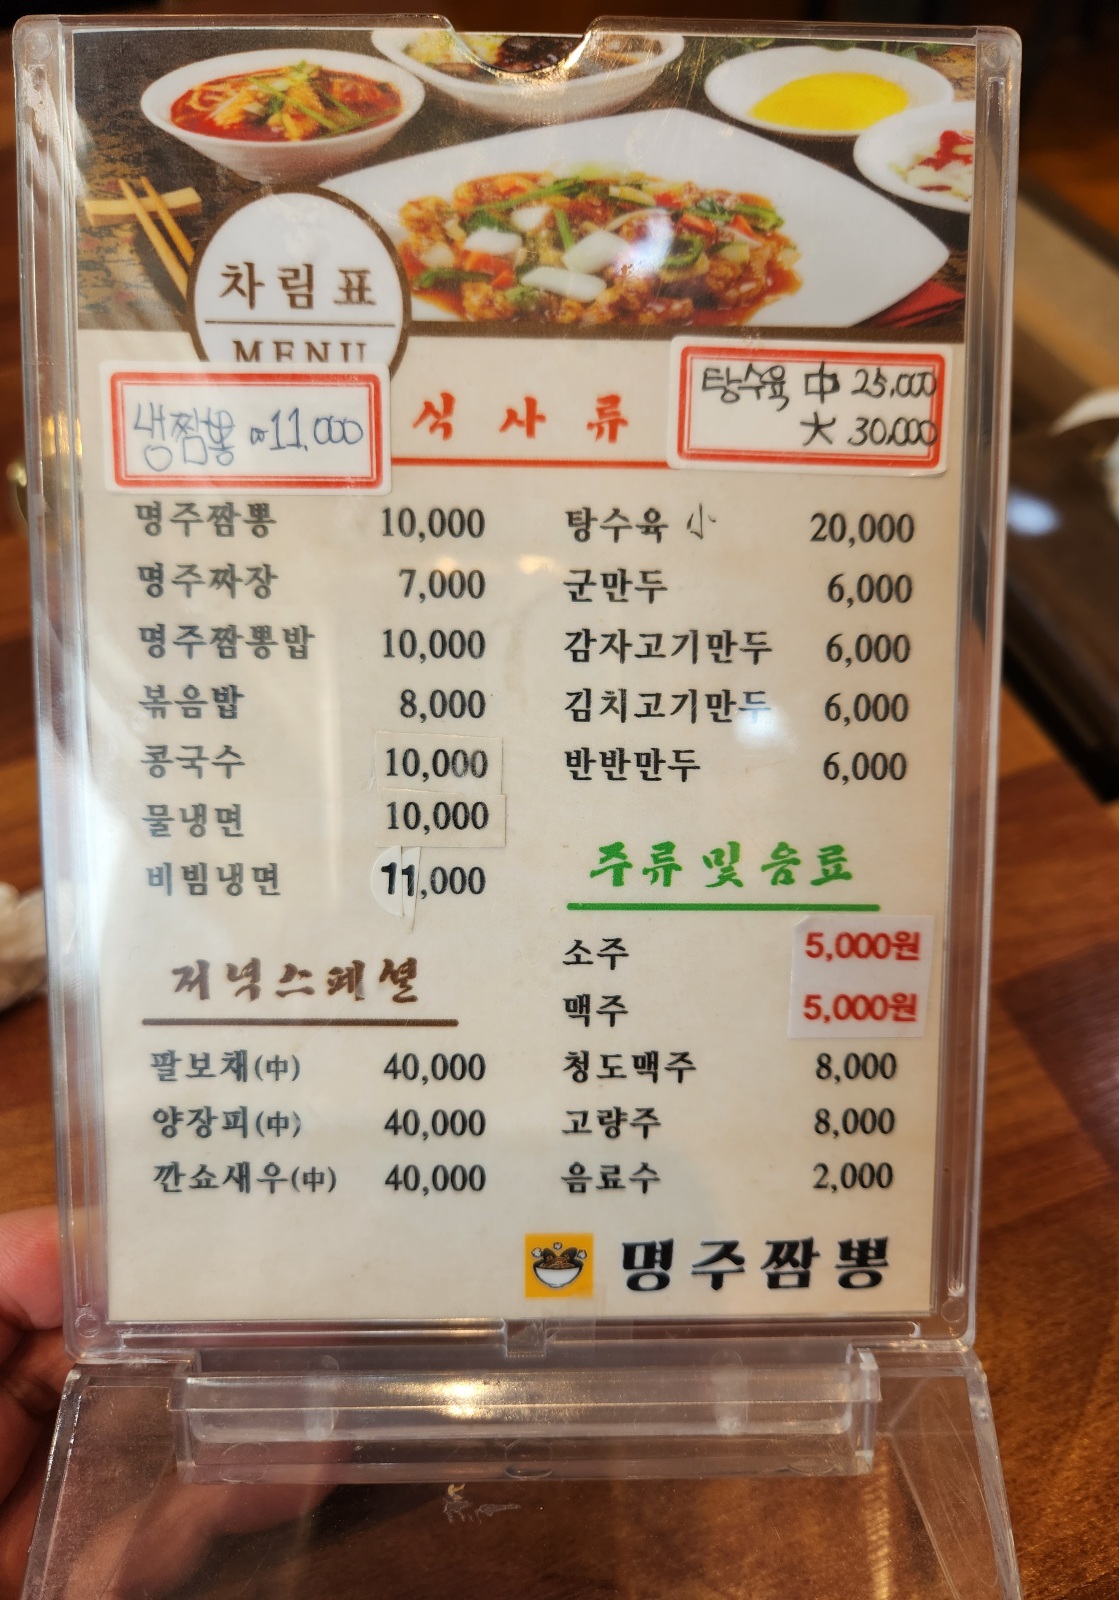 차림표
MENU
냉짬뽕 11,000
식사류
탕수육 中 25,000
大 30,000
명주짬뽕 10,000
명주짜장 7,000
명주짬뽕밥 10,000
볶음밥 8,000
콩국수 10,000
물냉면 10,000
비빔냉면 11,000
탕수육 小 20,000
군만두 6,000
감자고기만두 6,000
김치고기만두 6,000
반반만두 6,000
저녁스페셜
팔보채(中) 40,000
양장피(中) 40,000
깐쇼새우(中) 40,000
주류 및 음료
소주 5,000원
맥주 5,000원
청도맥주 8,000
고량주 8,000
음료수 2,000
명주짬뽕